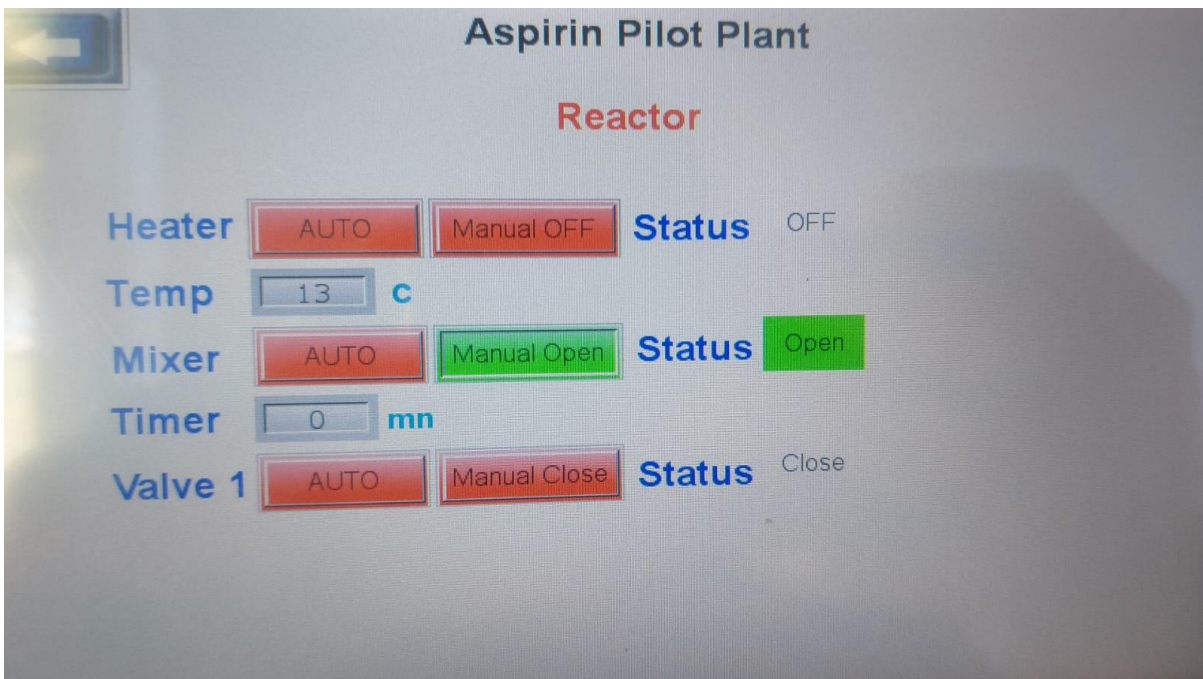 Aspirin Pilot Plant
Reactor
Heater AUTO Manual OFF Status OFF
Temp 13 C
Mixer AUTO Manual Open Status Open
Timer 0 mn
Valve 1 AUTO Manual Close Status Close